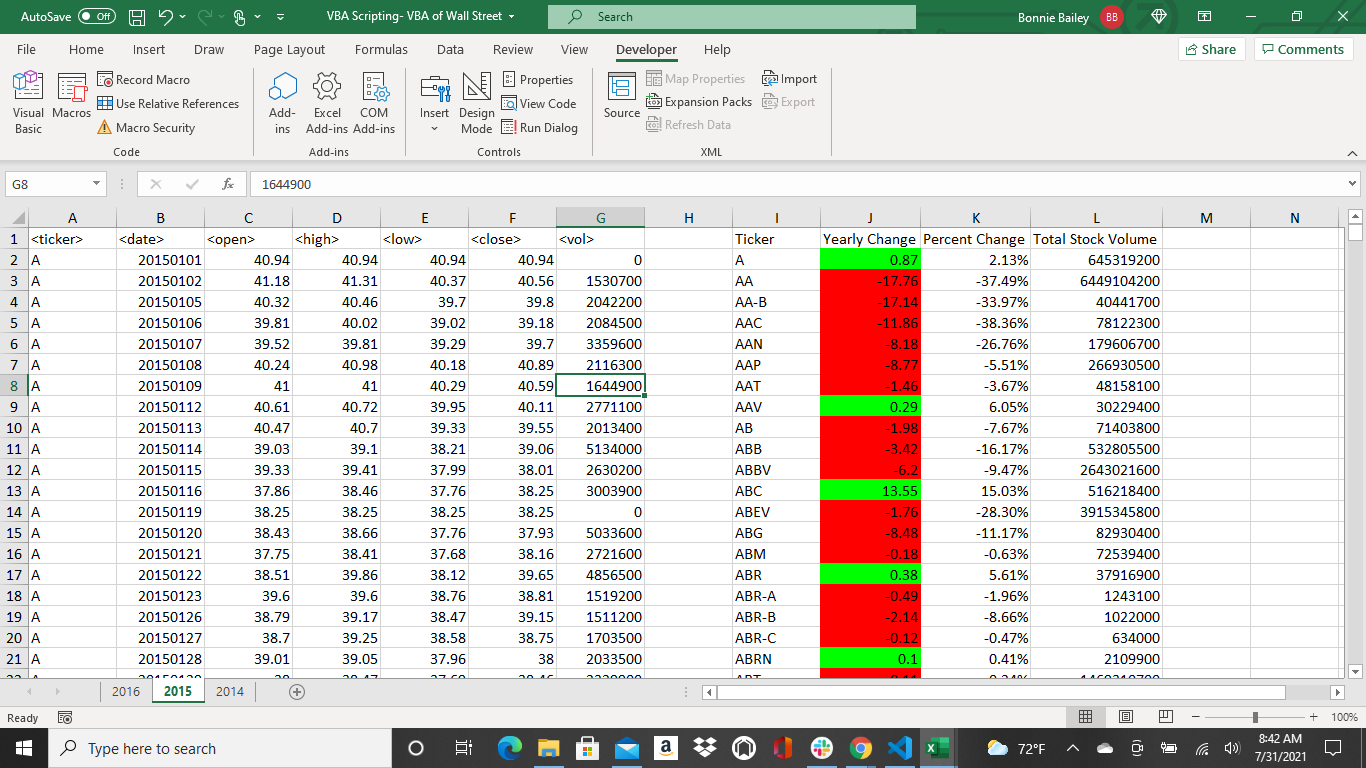 AutoSave Off VBA Scripting- VBA of Wall Street Search Bonnie Bailey BB
File Home Insert Draw Page Layout Formulas Data Review View Developer Help Share Comments
Visual Basic Macros Record Macro Use Relative References Macro Security
Add-ins Excel Add-ins COM Add-ins
Insert Design Mode Properties View Code Run Dialog
Source Map Properties Expansion Packs Refresh Data Import Export
Code Add-ins Controls XML
G8 fx 1644900
A B C D E F G H I J K L M N
1 <ticker> <date> <open> <high> <low> <close> <vol> Ticker Yearly Change Percent Change Total Stock Volume
2 A 20150101 40.94 40.94 40.94 40.94 0 A 0.87 2.13% 645319200
3 A 20150102 41.18 41.31 40.37 40.56 1530700 AA -17.76 -37.49% 6449104200
4 A 20150105 40.32 40.46 39.7 39.8 2042200 AA-B -17.14 -33.97% 40441700
5 A 20150106 39.81 40.02 39.02 39.18 2084500 AAC -11.86 -38.36% 78122300
6 A 20150107 39.52 39.81 39.29 39.7 3359600 AAN -8.18 -26.76% 179606700
7 A 20150108 40.24 40.98 40.18 40.89 2116300 AAP -8.77 -5.51% 266930500
8 A 20150109 41 41 40.29 40.59 1644900 AAT -1.46 -3.67% 48158100
9 A 20150112 40.61 40.72 39.95 40.11 2771100 AAV 0.29 6.05% 30229400
10 A 20150113 40.47 40.7 39.33 39.55 2013400 AB -1.98 -7.67% 71403800
11 A 20150114 39.03 39.1 38.21 39.06 5134000 ABB -3.42 -16.17% 532805500
12 A 20150115 39.33 39.41 37.99 38.01 2630200 ABBV -6.2 -9.47% 2643021600
13 A 20150116 37.86 38.46 37.76 38.25 3003900 ABC 13.55 15.03% 516218400
14 A 20150119 38.25 38.25 38.25 38.25 0 ABEV -1.76 -28.30% 3915345800
15 A 20150120 38.43 38.66 37.76 37.93 5033600 ABG -8.48 -11.17% 82930400
16 A 20150121 37.75 38.41 37.68 38.16 2721600 ABM -0.18 -0.63% 72539400
17 A 20150122 38.51 39.86 38.12 39.65 4856500 ABR 0.38 5.61% 37916900
18 A 20150123 39.6 39.6 38.76 38.81 1519200 ABR-A -0.49 -1.96% 1243100
19 A 20150126 38.79 39.17 38.47 39.15 1511200 ABR-B -2.14 -8.66% 1022000
20 A 20150127 38.7 39.25 38.58 38.75 1703500 ABR-C -0.12 -0.47% 634000
21 A 20150128 39.01 39.05 37.96 38 2033500 ABRN 0.1 0.41% 2109900
2016 2015 2014
Ready 100%
Type here to search a 72°F 8:42 AM
7/31/2021